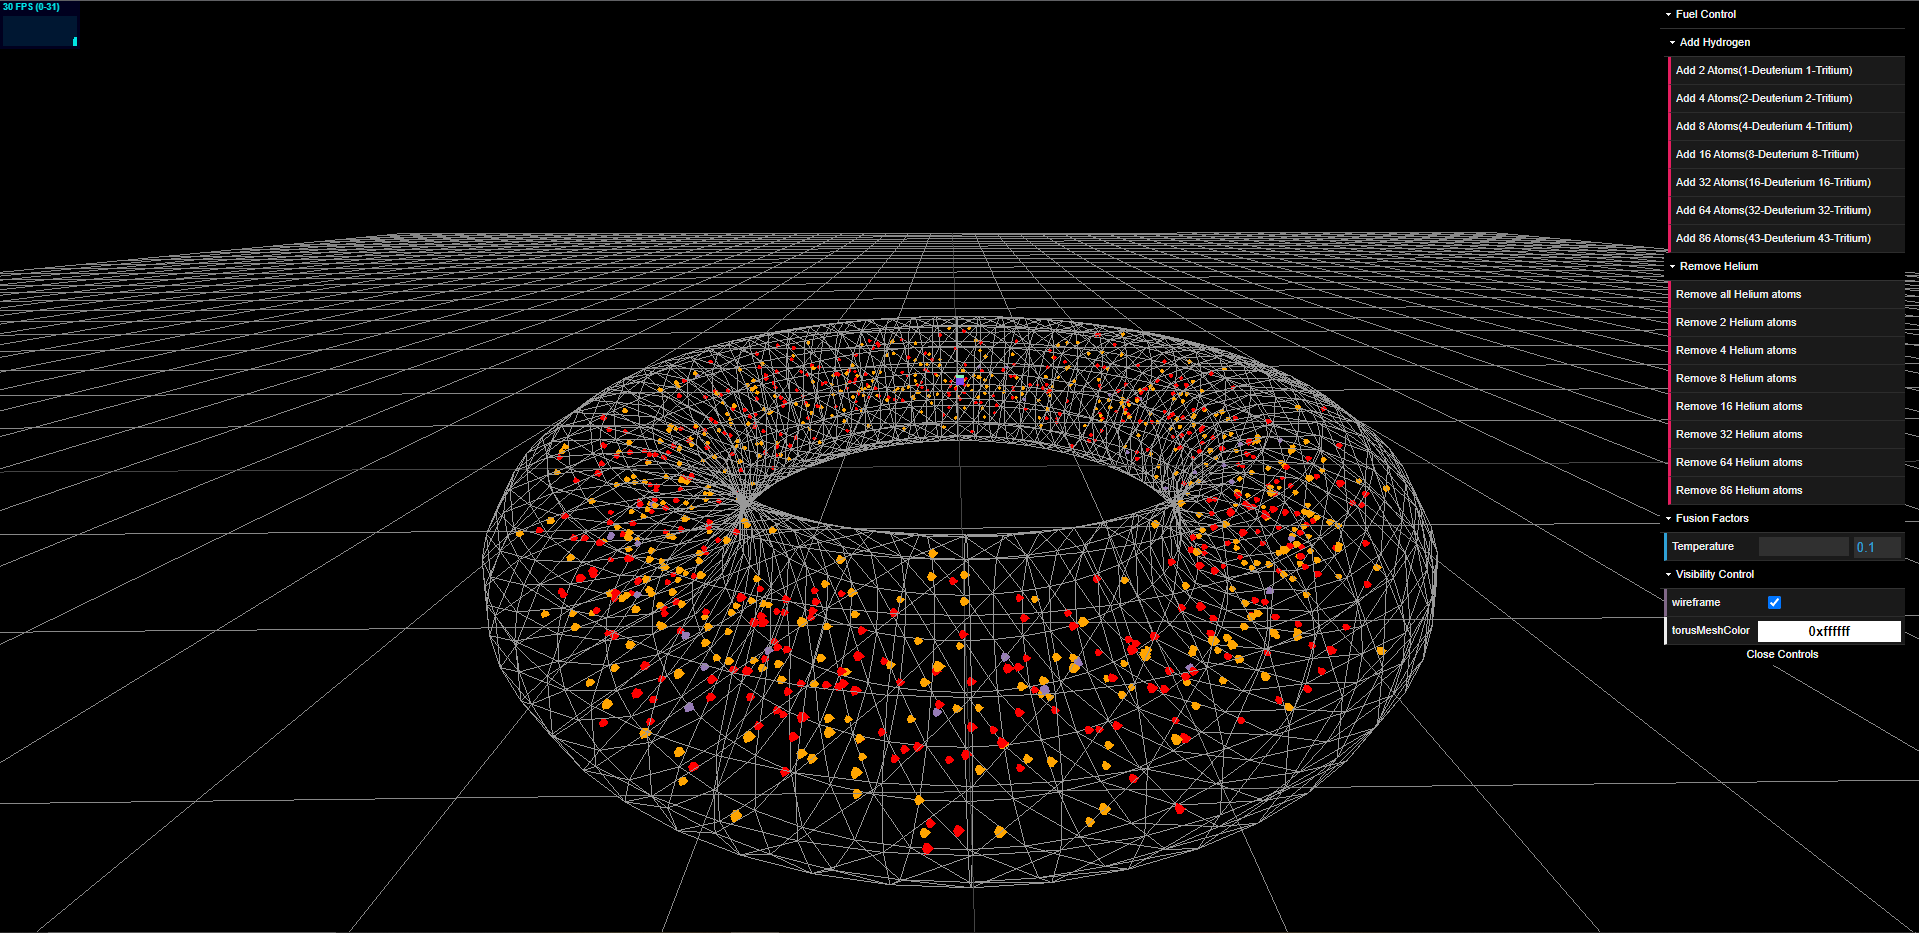 30 FPS (0-31)
Fuel Control
Add Hydrogen
Add 2 Atoms(1-Deuterium 1-Tritium)
Add 4 Atoms(2-Deuterium 2-Tritium)
Add 8 Atoms(4-Deuterium 4-Tritium)
Add 16 Atoms(8-Deuterium 8-Tritium)
Add 32 Atoms(16-Deuterium 16-Tritium)
Add 64 Atoms(32-Deuterium 32-Tritium)
Add 86 Atoms(43-Deuterium 43-Tritium)
Remove Helium
Remove all Helium atoms
Remove 2 Helium atoms
Remove 4 Helium atoms
Remove 8 Helium atoms
Remove 16 Helium atoms
Remove 32 Helium atoms
Remove 64 Helium atoms
Remove 86 Helium atoms
Fusion Factors
Temperature 0.1
Visibility Control
wireframe
torusMeshColor 0xffffff
Close Controls